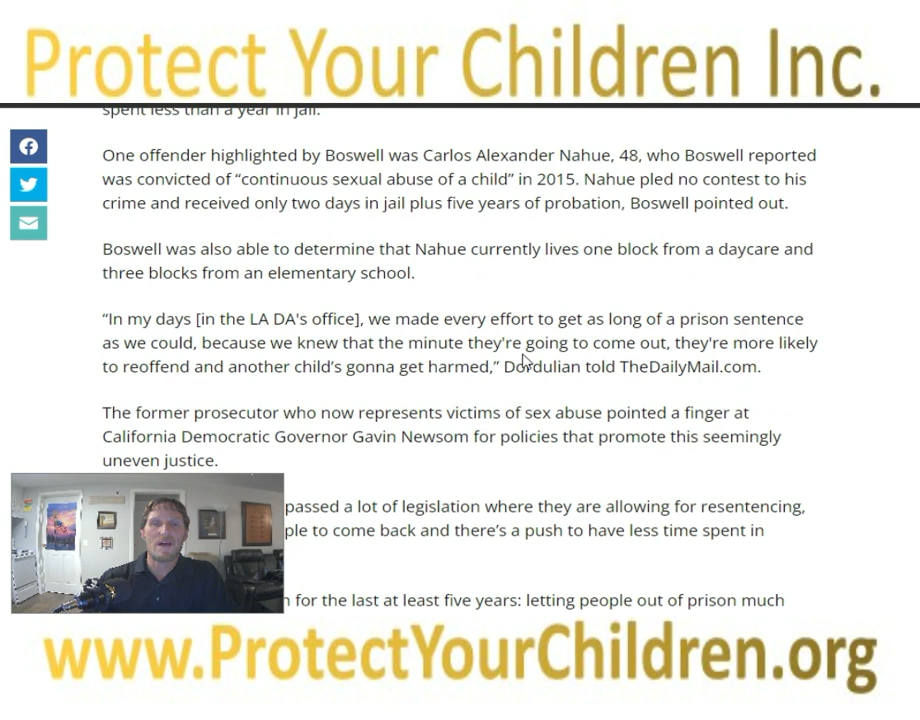 Protect Your Children Inc.
spent less than a year in jail.
One offender highlighted by Boswell was Carlos Alexander Nahue, 48, who Boswell reported
was convicted of “continuous sexual abuse of a child” in 2015. Nahue pled no contest to his
crime and received only two days in jail plus five years of probation, Boswell pointed out.
Boswell was also able to determine that Nahue currently lives one block from a daycare and
three blocks from an elementary school.
“In my days [in the LA DA's office], we made every effort to get as long of a prison sentence
as we could, because we knew that the minute they're going to come out, they're more likely
to reoffend and another child’s gonna get harmed,” Dordulian told TheDailyMail.com.
The former prosecutor who now represents victims of sex abuse pointed a finger at
California Democratic Governor Gavin Newsom for policies that promote this seemingly
uneven justice.
passed a lot of legislation where they are allowing for resentencing,
ple to come back and there’s a push to have less time spent in
for the last at least five years: letting people out of prison much
www.ProtectYourChildren.org